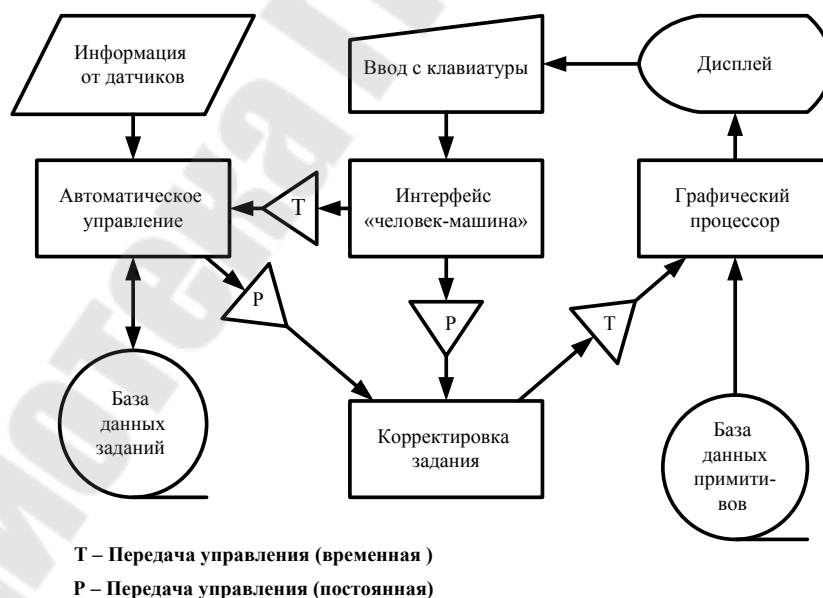 Информация
от датчиков
Ввод с клавиатуры
Дисплей
Автоматическое
управление
Т
Интерфейс
«человек-машина»
Графический
процессор
Р
Р
Т
База
данных
заданий
Корректировка
задания
База
данных
примити-
вов
Т – Передача управления (временная )
Р – Передача управления (постоянная)